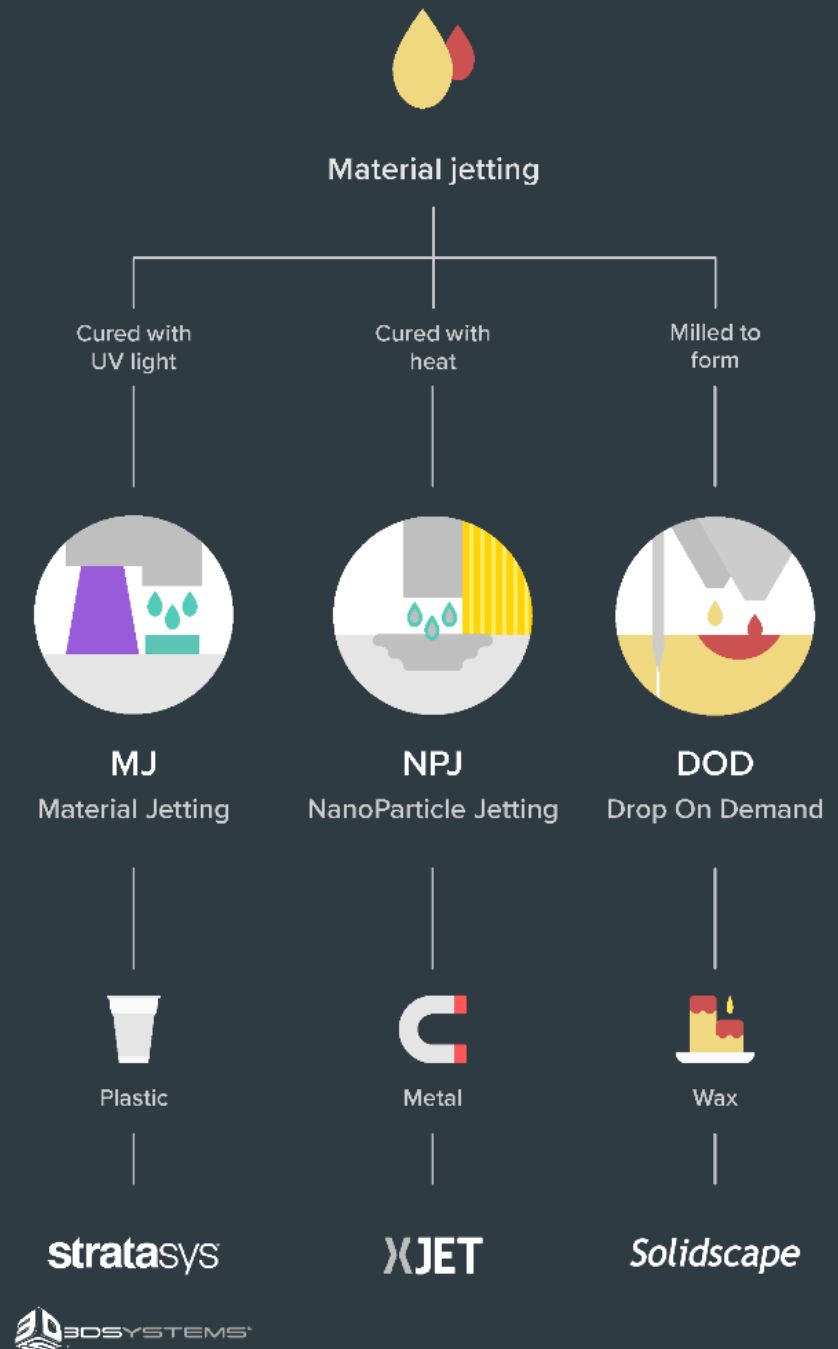 Material jetting
Cured with
UV light
Cured with
heat
Milled to
form
MJ
Material Jetting
NPJ
NanoParticle Jetting
DOD
Drop On Demand
Plastic
Metal
Wax
stratasys
XJET
Solidscape
3D 3DSYSTEMS